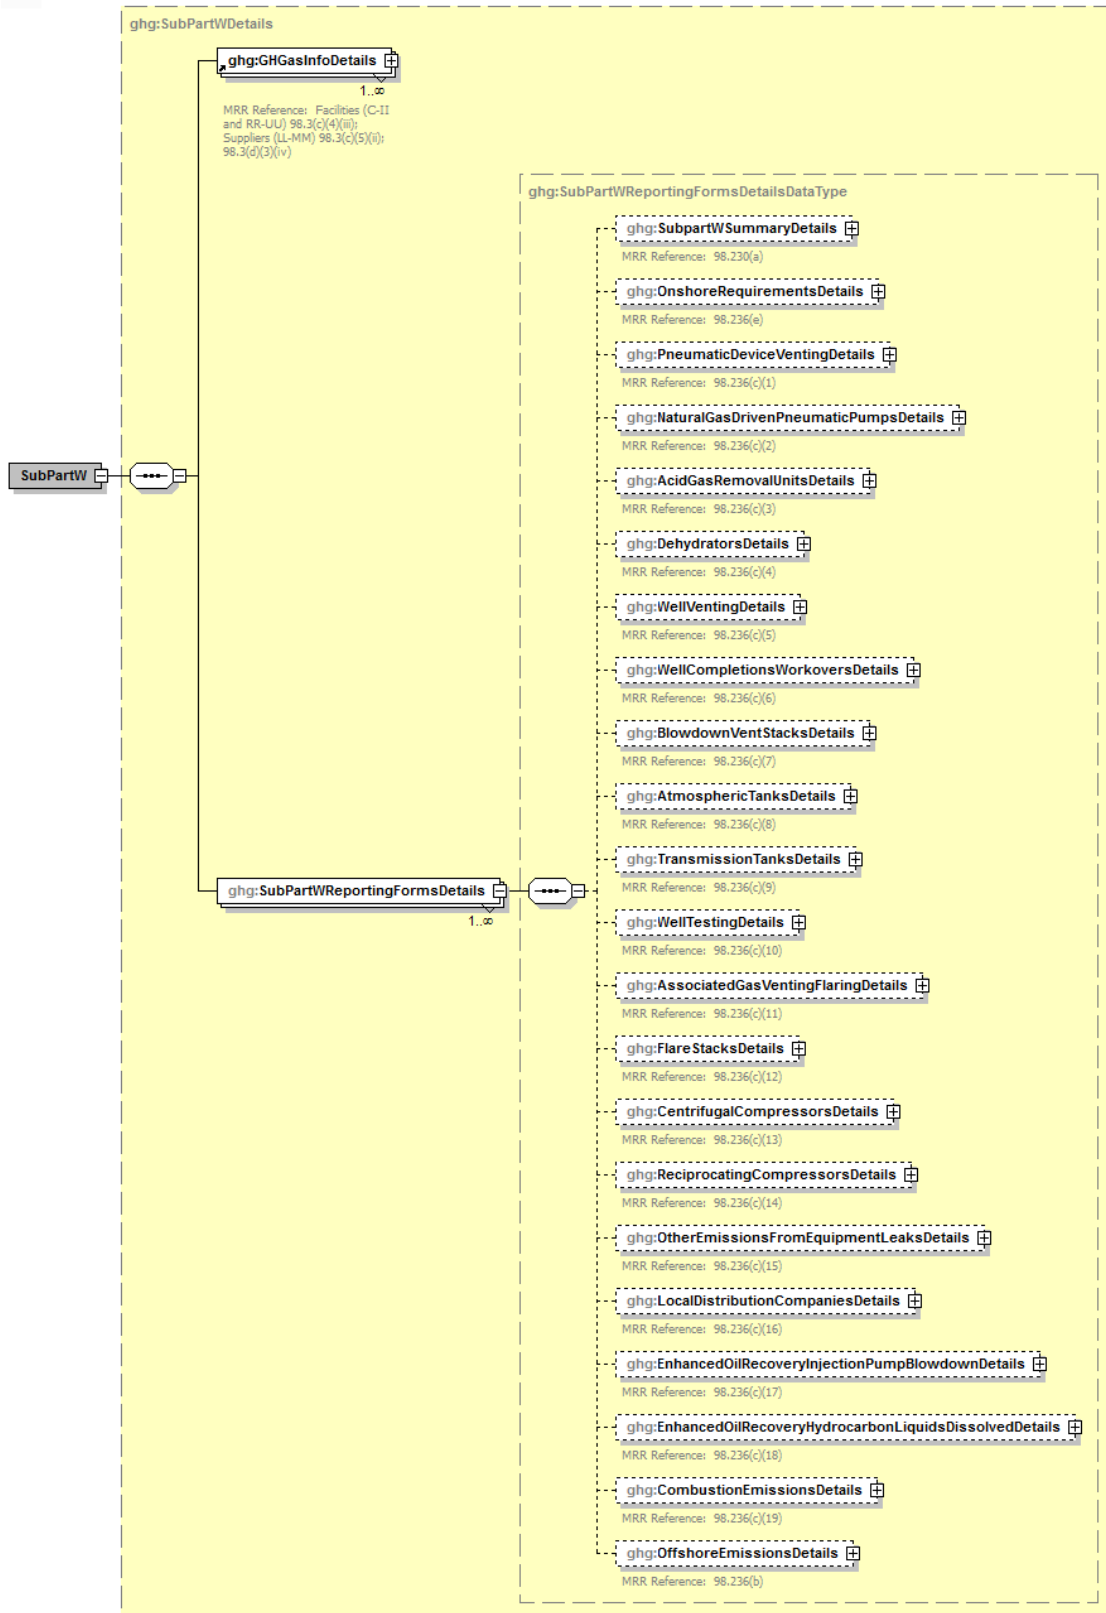 ghg:SubPartWDetails
ghg:GHGasInfoDetails
1..∞
MRR Reference: Facilities (C-II
and RR-UU) 98.3(c)(4)(iii);
Suppliers (LL-MM) 98.3(c)(5)(ii);
98.3(d)(3)(iv)
ghg:SubPartWReportingFormsDetailsDataType
ghg:SubpartWSummaryDetails
MRR Reference: 98.230(a)
ghg:OnshoreRequirementsDetails
MRR Reference: 98.236(e)
ghg:PneumaticDeviceVentingDetails
MRR Reference: 98.236(c)(1)
ghg:NaturalGasDrivenPneumaticPumpsDetails
MRR Reference: 98.236(c)(2)
SubPartW
ghg:AcidGasRemovalUnitsDetails
MRR Reference: 98.236(c)(3)
ghg:DehydratorsDetails
MRR Reference: 98.236(c)(4)
ghg:WellVentingDetails
MRR Reference: 98.236(c)(5)
ghg:WellCompletionsWorkoversDetails
MRR Reference: 98.236(c)(6)
ghg:BlowdownVentStacksDetails
MRR Reference: 98.236(c)(7)
ghg:AtmosphericTanksDetails
MRR Reference: 98.236(c)(8)
ghg:TransmissionTanksDetails
MRR Reference: 98.236(c)(9)
ghg:SubPartWReportingFormsDetails
1..∞
ghg:WellTestingDetails
MRR Reference: 98.236(c)(10)
ghg:AssociatedGasVentingFlaringDetails
MRR Reference: 98.236(c)(11)
ghg:FlareStacksDetails
MRR Reference: 98.236(c)(12)
ghg:CentrifugalCompressorsDetails
MRR Reference: 98.236(c)(13)
ghg:ReciprocatingCompressorsDetails
MRR Reference: 98.236(c)(14)
ghg:OtherEmissionsFromEquipmentLeaksDetails
MRR Reference: 98.236(c)(15)
ghg:LocalDistributionCompaniesDetails
MRR Reference: 98.236(c)(16)
ghg:EnhancedOilRecoveryInjectionPumpBlowdownDetails
MRR Reference: 98.236(c)(17)
ghg:EnhancedOilRecoveryHydrocarbonLiquidsDissolvedDetails
MRR Reference: 98.236(c)(18)
ghg:CombustionEmissionsDetails
MRR Reference: 98.236(c)(19)
ghg:OffshoreEmissionsDetails
MRR Reference: 98.236(b)